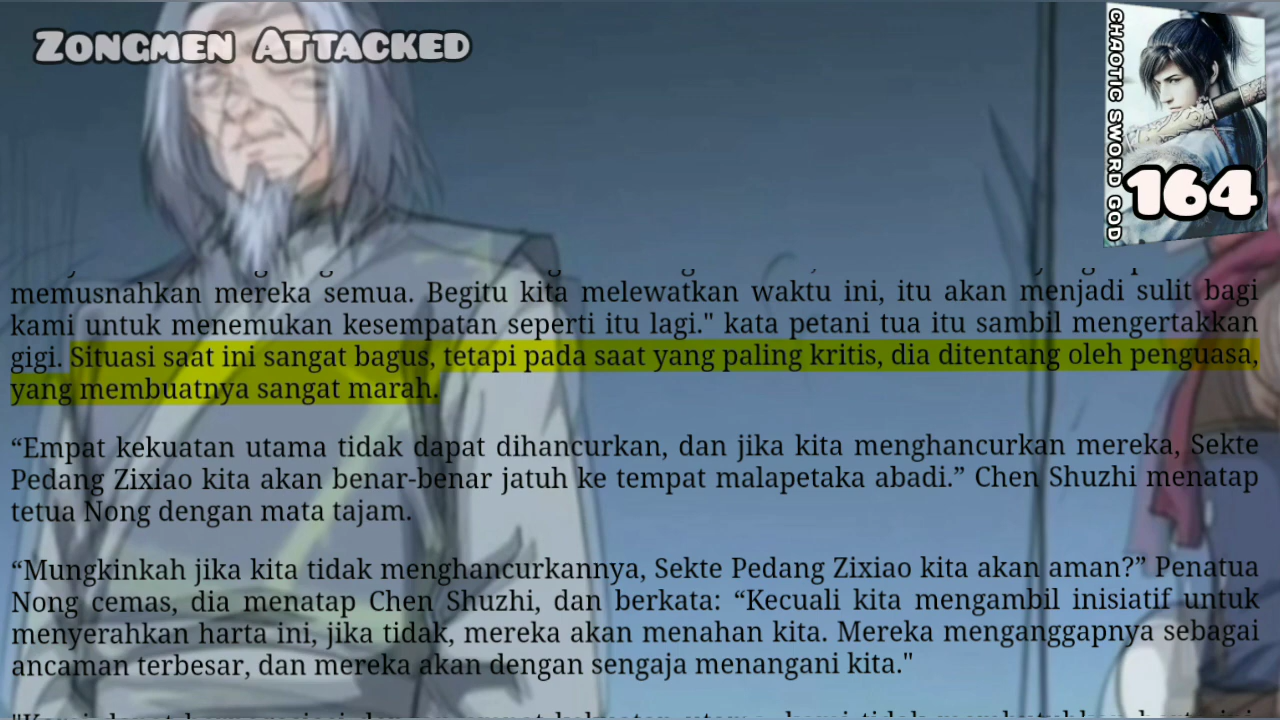 Zongmen Attacked
CHAOTIC SWORD GOD
164
memusnahkan mereka semua. Begitu kita melewatkan waktu ini, itu akan menjadi sulit bagi
kami untuk menemukan kesempatan seperti itu lagi." kata petani tua itu sambil mengertakkan
gigi. Situasi saat ini sangat bagus, tetapi pada saat yang paling kritis, dia ditentang oleh penguasa,
yang membuatnya sangat marah.
“Empat kekuatan utama tidak dapat dihancurkan, dan jika kita menghancurkan mereka, Sekte
Pedang Zixiao kita akan benar-benar jatuh ke tempat malapetaka abadi.” Chen Shuzhi menatap
tetua Nong dengan mata tajam.
“Mungkinkah jika kita tidak menghancurkannya, Sekte Pedang Zixiao kita akan aman?” Penatua
Nong cemas, dia menatap Chen Shuzhi, dan berkata: “Kecuali kita mengambil inisiatif untuk
menyerahkan harta ini, jika tidak, mereka akan menahan kita. Mereka menganggapnya sebagai
ancaman terbesar, dan mereka akan dengan sengaja menangani kita."